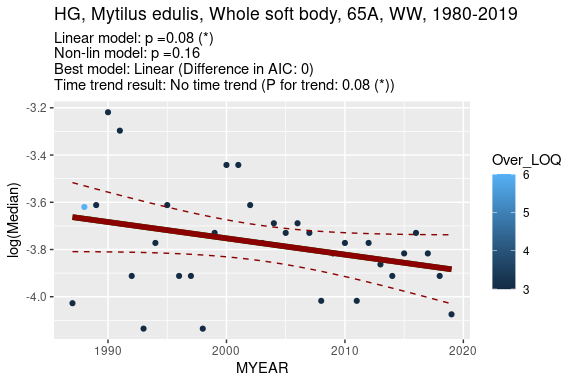 HG, Mytilus edulis, Whole soft body, 65A, WW, 1980-2019
Linear model: p =0.08 (*)
Non-lin model: p =0.16
Best model: Linear (Difference in AIC: 0)
Time trend result: No time trend (P for trend: 0.08 (*))
-3.2
-3.4
-3.6
-3.8
-4.0
log(Median)
1990
2000
2010
2020
MYEAR
Over_LOQ
6
5
4
3